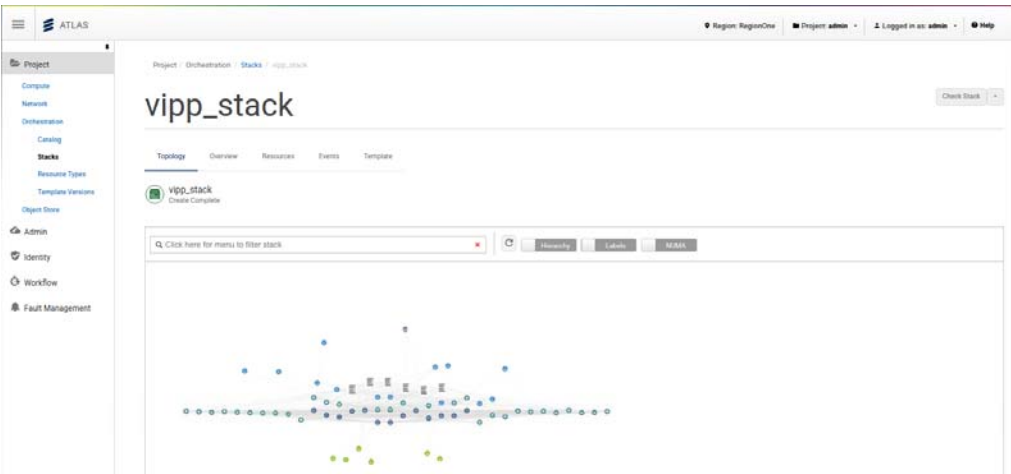 ATLAS
Region: RegionOne
Project: admin
Logged in as: admin
Help
Project
Project / Orchestration / Stacks / vipp_stack
Compute
Network
Orchestration
Catalog
Stacks
Resource Types
Template Versions
Object Store
Admin
Identity
Workflow
Fault Management
vipp_stack
Check Stack
Topology Overview Resources Events Template
vipp_stack
Create Complete
Click here for menu to filter stack
Hierarchy Labels NUMA